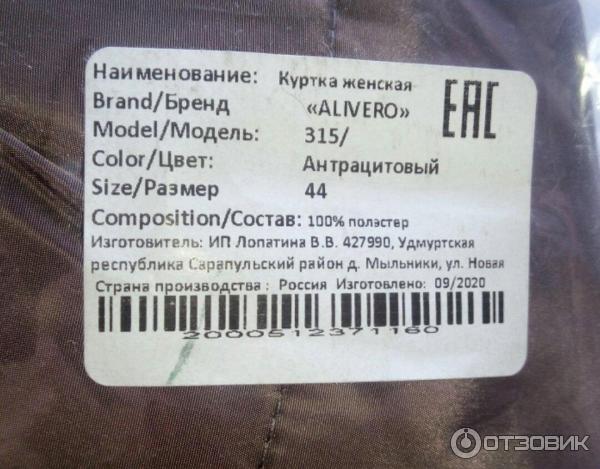 Наименование: Куртка женская
Brand/Бренд «ALIVERO»
Model/Модель: 315/
Color/Цвет: Антрацитовый
Size/Размер 44
Composition/Состав: 100% полэстер
Изготовитель: ИП Лопатина В.В. 427990, Удмуртская
республика Сарапульский район д. Мыльники, ул. Новая
Страна производства : Россия Изготовлено: 09/2020
2000512371160
EAC
ОТЗОВИК